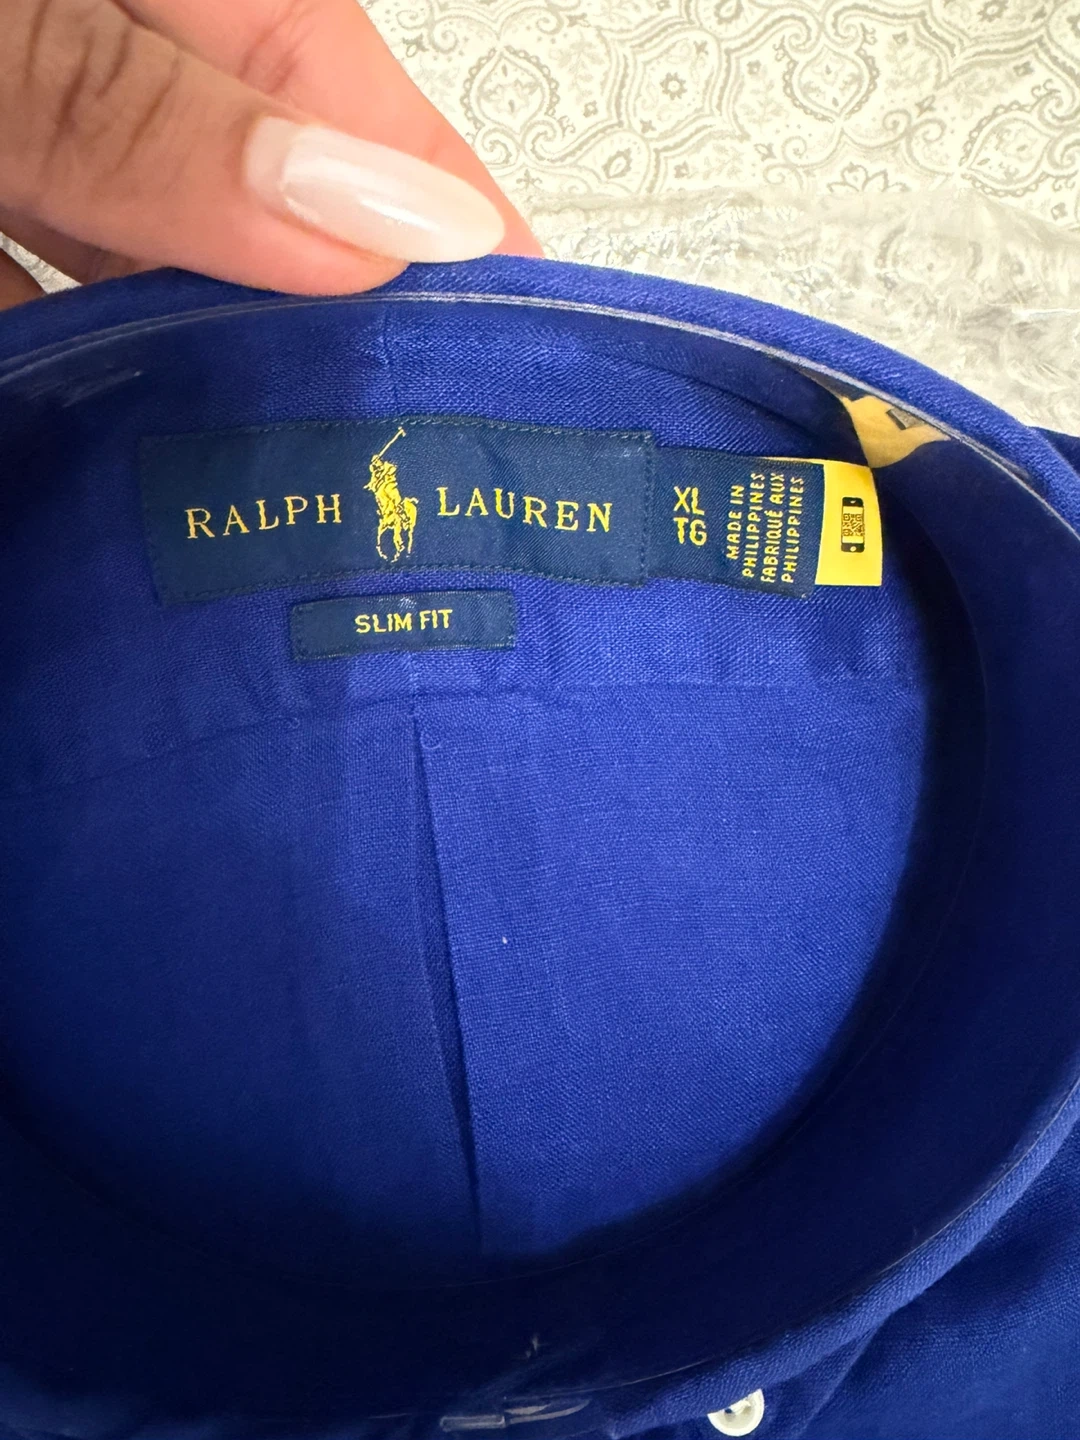 RALPH LAUREN
SLIM FIT
XL
TG
MADE IN
PHILIPPINES
FABRIQUÉ AUX
PHILIPPINES